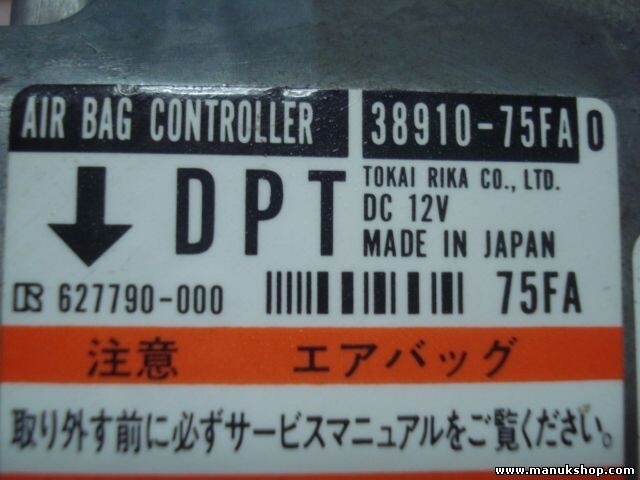 AIR BAG CONTROLLER 38910-75FA0
DPT
TOKAI RIKA CO., LTD.
DC 12V
MADE IN JAPAN
R 627790-000 75FA
注意 エアバッグ
取り外す前に必ずサービスマニュアルをご覧ください。
www.manukshop.com